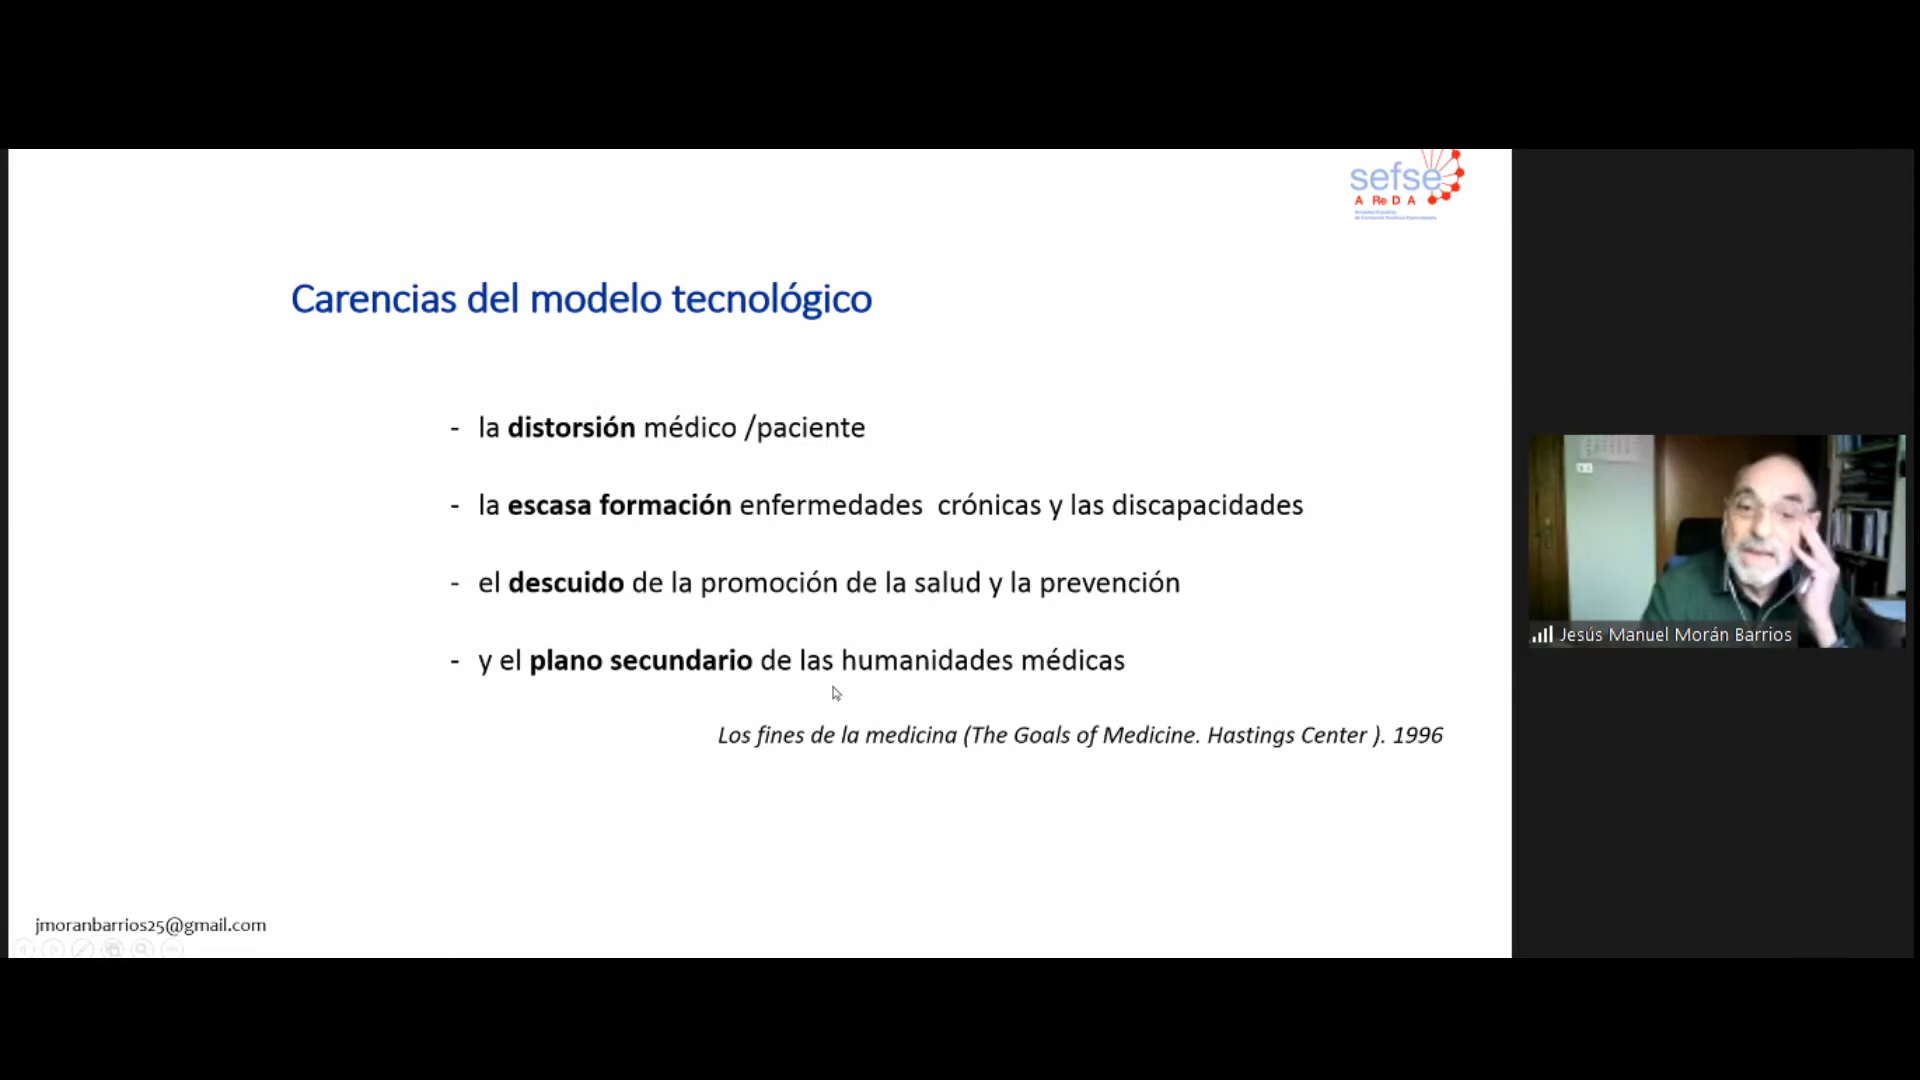 sefse
A Re D A
Carencias del modelo tecnológico
- la distorsión médico /paciente
- la escasa formación enfermedades  crónicas y las discapacidades
- el descuido de la promoción de la salud y la prevención
- y el plano secundario de las humanidades médicas
Los fines de la medicina (The Goals of Medicine. Hastings Center ). 1996
jmoranbarrios25@gmail.com
Jesús Manuel Morán Barrios